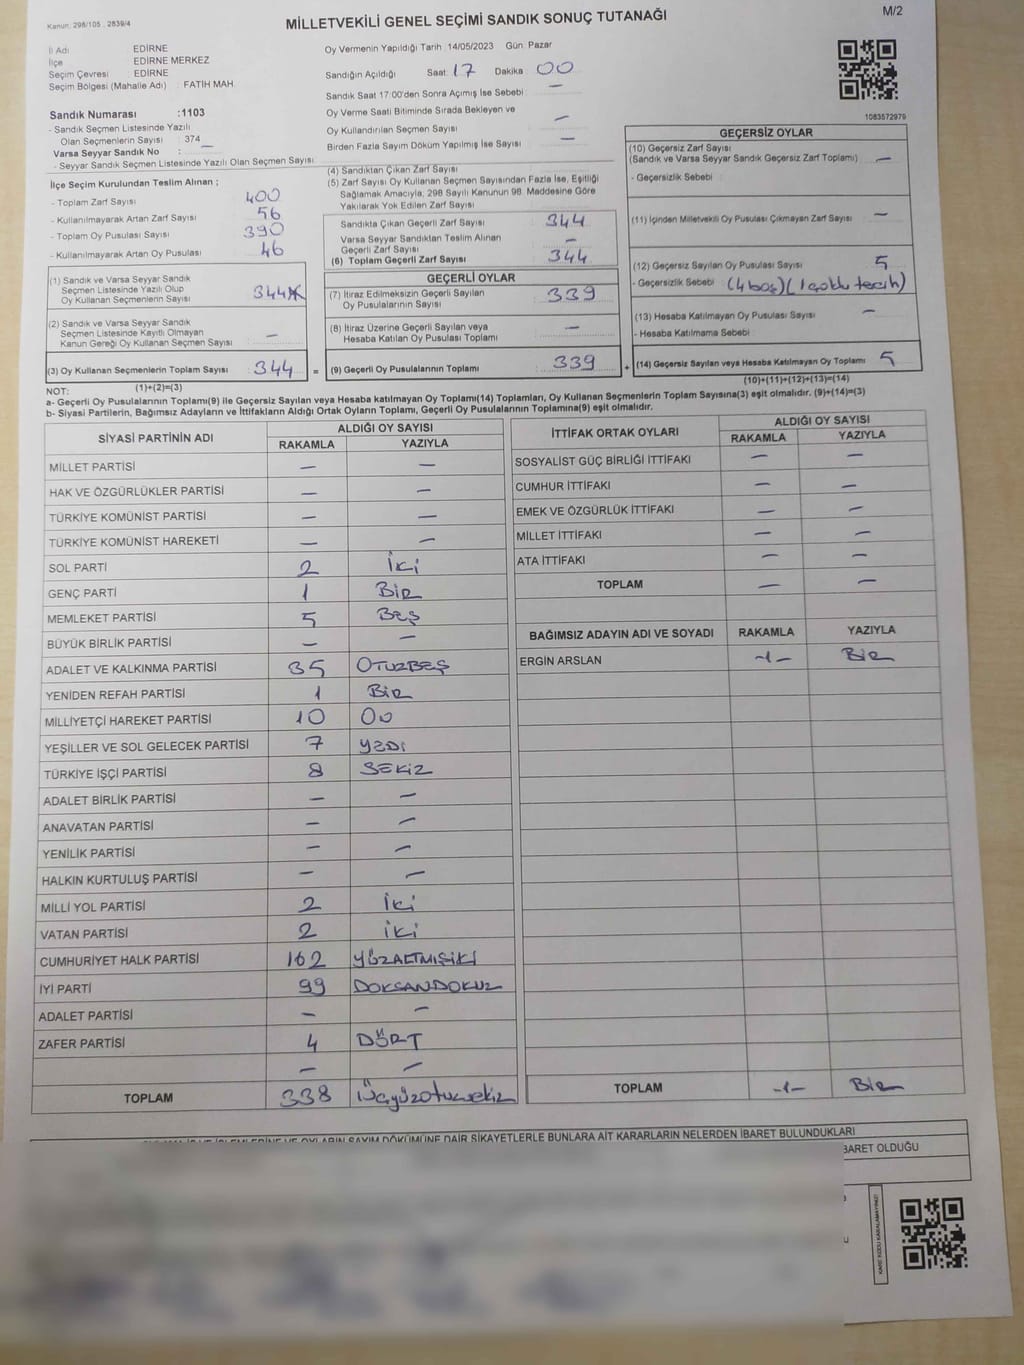 Kanun: 298/105 . 2839/4
MİLLETVEKİLİ GENEL SEÇİMİ SANDIK SONUÇ TUTANAĞI
M/2
İl Adı EDİRNE
İlçe EDİRNE MERKEZ
Seçim Çevresi EDİRNE
Seçim Bölgesi (Mahalle Adı) : FATİH MAH
Oy Vermenin Yapıldığı Tarih 14/05/2023 Gün Pazar
Sandığın Açıldığı Saat 17 Dakika 00
Sandık Saat 17:00'den Sonra Açımış İse Sebebi : —
Oy Verme Saati Bitiminde Sırada Bekleyen ve
Oy Kullandırılan Seçmen Sayısı —
Birden Fazla Sayım Döküm Yapılmış İse Sayısı —
1083572979
Sandık Numarası :1103
- Sandık Seçmen Listesinde Yazılı
Olan Seçmenlerin Sayısı : 374
Varsa Seyyar Sandık No : —
- Seyyar Sandık Seçmen Listesinde Yazılı Olan Seçmen Sayısı
İlçe Seçim Kurulundan Teslim Alınan ;
- Toplam Zarf Sayısı 400
- Kullanılmayarak Artan Zarf Sayısı : 56
- Toplam Oy Pusulası Sayısı 390
- Kullanılmayarak Artan Oy Pusulası 46
(1) Sandık ve Varsa Seyyar Sandık
Seçmen Listesinde Yazılı Olup
Oy Kullanan Seçmenlerin Sayısı : 344
(2) Sandık ve Varsa Seyyar Sandık
Seçmen Listesinde Kayıtlı Olmayan
Kanun Gereği Oy Kullanan Seçmen Sayısı : —
(3) Oy Kullanan Seçmenlerin Toplam Sayısı : 344 =
(1)+(2)=(3)
(4) Sandıktan Çıkan Zarf Sayısı
(5) Zarf Sayısı Oy Kullanan Seçmen Sayısından Fazla İse, Eşitliği
Sağlamak Amacıyla, 298 Sayılı Kanunun 98. Maddesine Göre
Yakılarak Yok Edilen Zarf Sayısı
Sandıkta Çıkan Geçerli Zarf Sayısı : 344
Varsa Seyyar Sandıktan Teslim Alınan
Geçerli Zarf Sayısı —
(6) Toplam Geçerli Zarf Sayısı : 344
GEÇERLİ OYLAR
(7) İtiraz Edilmeksizin Geçerli Sayılan
Oy Pusulalarının Sayısı : 339
(8) İtiraz Üzerine Geçerli Sayılan veya
Hesaba Katılan Oy Pusulası Toplamı : —
(9) Geçerli Oy Pusulalarının Toplamı : 339 +
GEÇERSİZ OYLAR
(10) Geçersiz Zarf Sayısı
(Sandık ve Varsa Seyyar Sandık Geçersiz Zarf Toplamı) : —
- Geçersizlik Sebebi :
(11) İçinden Milletvekili Oy Pusulası Çıkmayan Zarf Sayısı : —
(12) Geçersiz Sayılan Oy Pusulası Sayısı : 5
- Geçersizlik Sebebi : (4 boş) (1 çoklu tercih)
(13) Hesaba Katılmayan Oy Pusulası Sayısı : —
- Hesaba Katılmama Sebebi
(14) Geçersiz Sayılan veya Hesaba Katılmayan Oy Toplamı : 5
(10)+(11)+(12)+(13)=(14)
NOT:
a- Geçerli Oy Pusulalarının Toplamı(9) ile Geçersiz Sayılan veya Hesaba katılmayan Oy Toplamı(14) Toplamları, Oy Kullanan Seçmenlerin Toplam Sayısına(3) eşit olmalıdır. (9)+(14)=(3)
b- Siyasi Partilerin, Bağımsız Adayların ve İttifakların Aldığı Ortak Oyların Toplamı, Geçerli Oy Pusulalarının Toplamına(9) eşit olmalıdır.
SİYASİ PARTİNİN ADI ALDIĞI OY SAYISI
RAKAMLA YAZIYLA
MİLLET PARTİSİ — —
HAK VE ÖZGÜRLÜKLER PARTİSİ — —
TÜRKİYE KOMÜNİST PARTİSİ — —
TÜRKİYE KOMÜNİST HAREKETİ — —
SOL PARTİ 2 İki
GENÇ PARTİ 1 Bir
MEMLEKET PARTİSİ 5 Beş
BÜYÜK BİRLİK PARTİSİ — —
ADALET VE KALKINMA PARTİSİ 35 OTUZBEŞ
YENİDEN REFAH PARTİSİ 1 Bir
MİLLİYETÇİ HAREKET PARTİSİ 10 On
YEŞİLLER VE SOL GELECEK PARTİSİ 7 YEDİ
TÜRKİYE İŞÇİ PARTİSİ 8 SEKİZ
ADALET BİRLİK PARTİSİ — —
ANAVATAN PARTİSİ — —
YENİLİK PARTİSİ — —
HALKIN KURTULUŞ PARTİSİ — —
MİLLİ YOL PARTİSİ 2 İki
VATAN PARTİSİ 2 İki
CUMHURİYET HALK PARTİSİ 162 YÜZALTMIŞİKİ
İYİ PARTİ 99 DOKSANDOKUZ
ADALET PARTİSİ — —
ZAFER PARTİSİ 4 DÖRT
— —
TOPLAM 338 Üçyüzotuzsekiz
İTTİFAK ORTAK OYLARI ALDIĞI OY SAYISI
RAKAMLA YAZIYLA
SOSYALİST GÜÇ BİRLİĞİ İTTİFAKI — —
CUMHUR İTTİFAKI — —
EMEK VE ÖZGÜRLÜK İTTİFAKI — —
MİLLET İTTİFAKI — —
ATA İTTİFAKI — —
TOPLAM — —
BAĞIMSIZ ADAYIN ADI VE SOYADI RAKAMLA YAZIYLA
ERGİN ARSLAN -1- Bir
TOPLAM -1- Bir
OYLARIN SAYIM DÖKÜMÜNE DAİR ŞİKAYETLERLE BUNLARA AİT KARARLARIN NELERDEN İBARET BULUNDUKLARI
İBARET OLDUĞU
KARE KODU KARALAMAYINIZ!